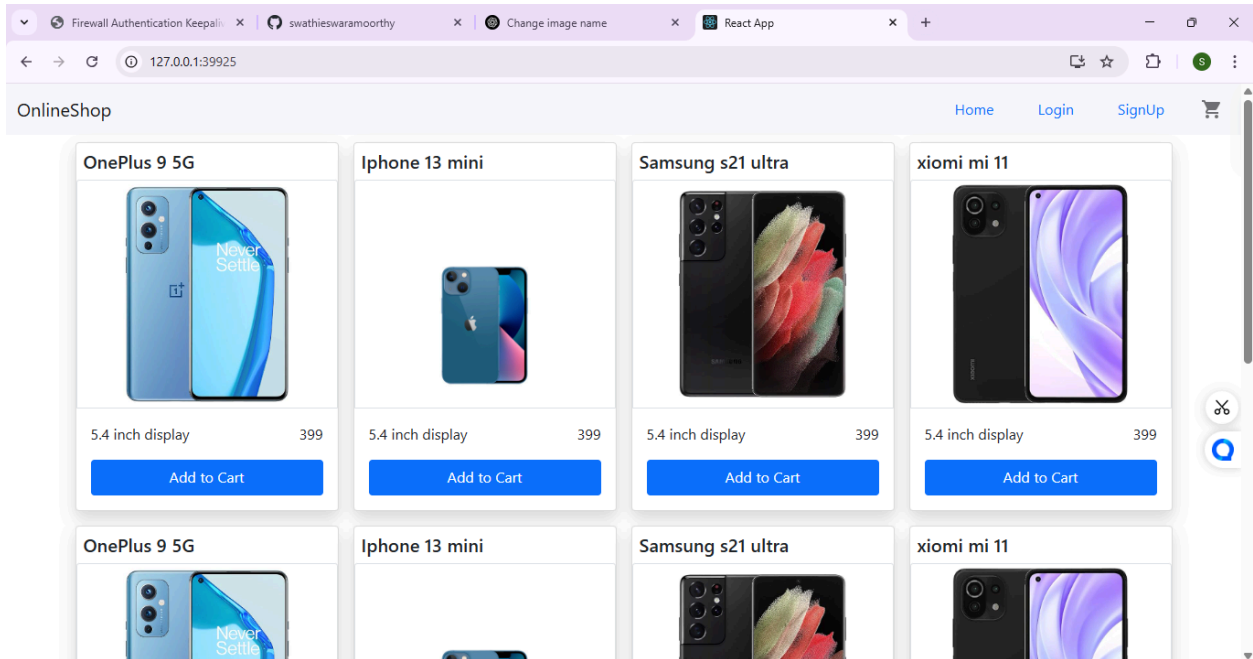 Firewall Authentication Keepaliv
swathieswaramoorthy
Change image name
React App
127.0.0.1:39925
S
OnlineShop
Home Login SignUp
OnePlus 9 5G Iphone 13 mini Samsung s21 ultra xiomi mi 11
Never
Settle
5.4 inch display 399 5.4 inch display 399 5.4 inch display 399 5.4 inch display 399
Add to Cart Add to Cart Add to Cart Add to Cart
OnePlus 9 5G Iphone 13 mini Samsung s21 ultra xiomi mi 11
Never
Settle